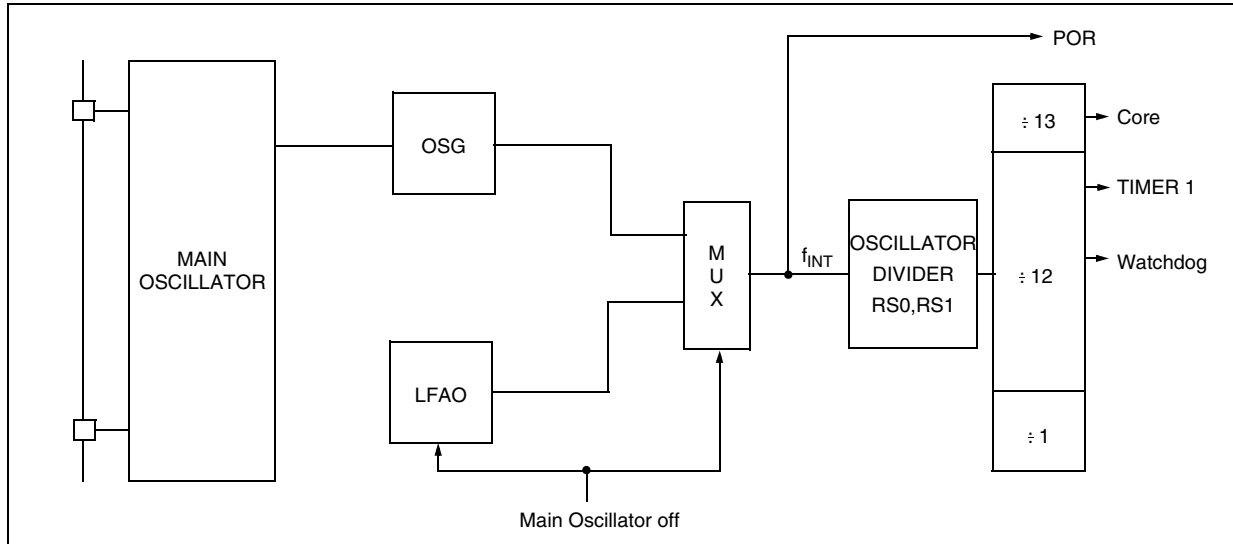 POR
÷ 13
Core
OSG
TIMER 1
MAIN
OSCILLATOR
M
U
X
fINT
OSCILLATOR
DIVIDER
RS0,RS1
÷ 12
Watchdog
LFAO
÷ 1
Main Oscillator off